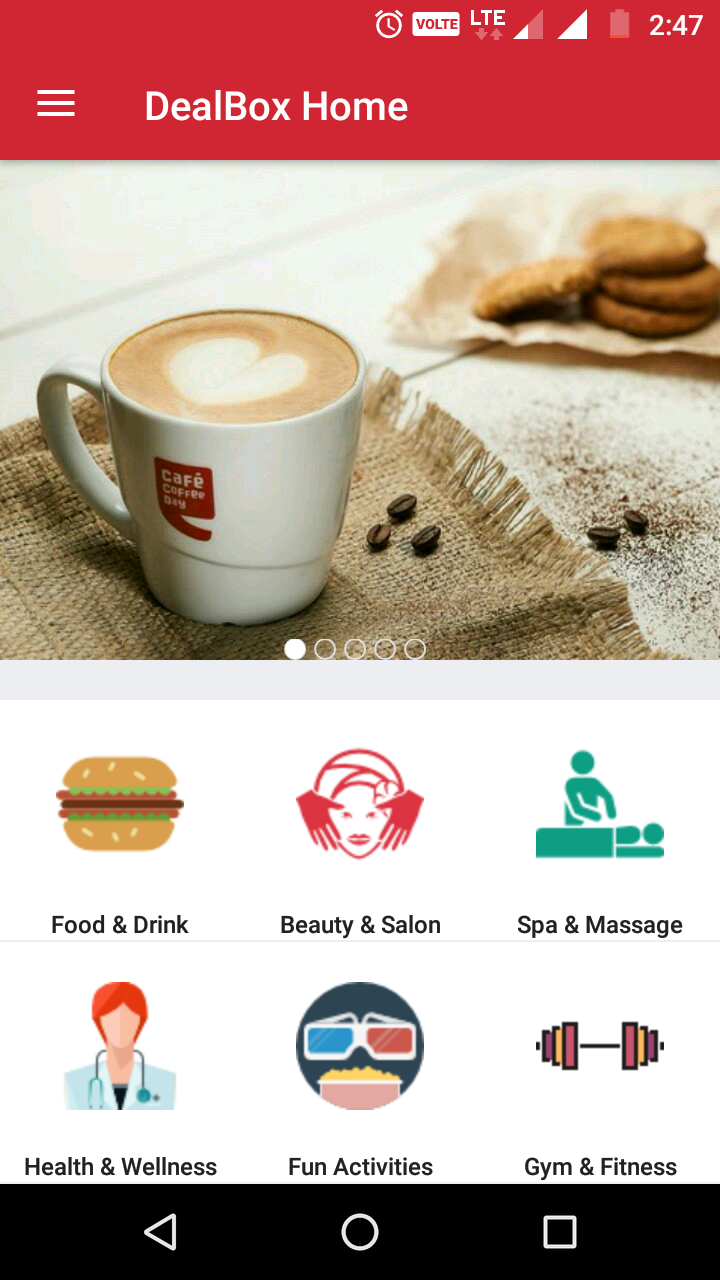 VOLTE LTE 2:47
DealBox Home
Café
Coffee
Day
Food & Drink
Beauty & Salon
Spa & Massage
Health & Wellness
Fun Activities
Gym & Fitness